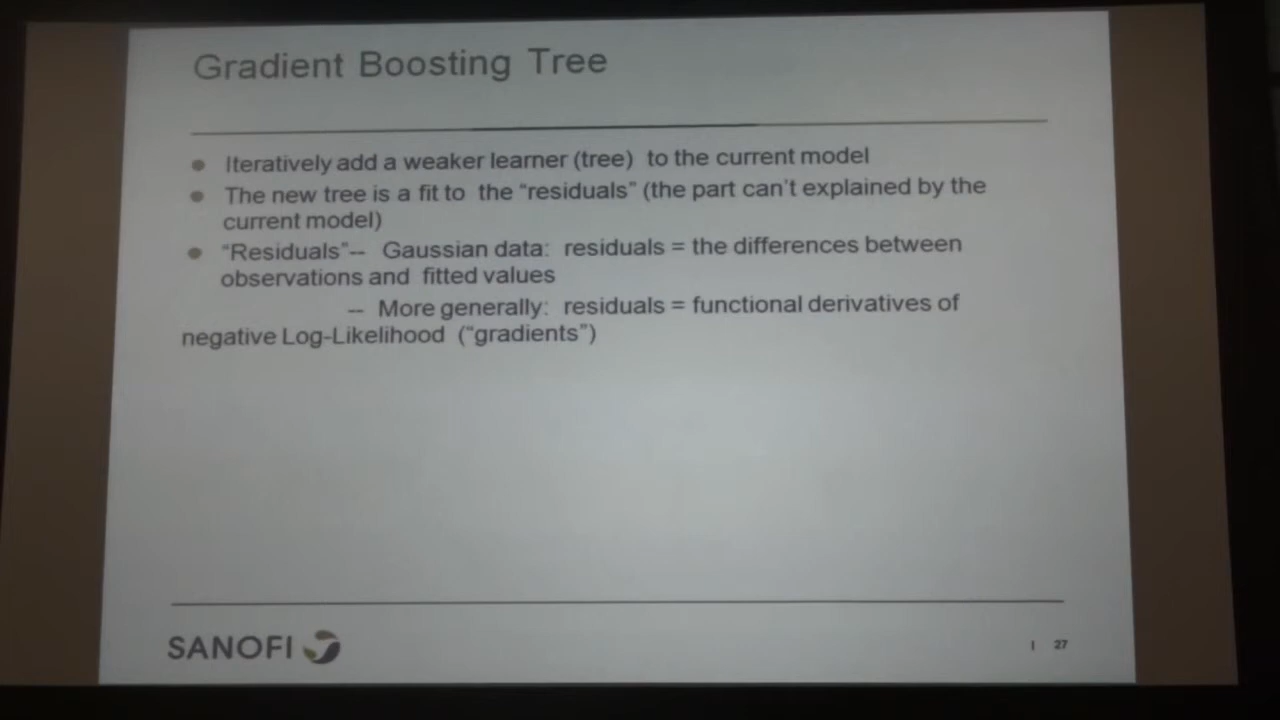 Gradient Boosting Tree
Iteratively add a weaker learner (tree) to the current model
The new tree is a fit to the “residuals” (the part can't explained by the
current model)
“Residuals”-- Gaussian data: residuals = the differences between
observations and fitted values
-- More generally: residuals = functional derivatives of
negative Log-Likelihood (“gradients”)
SANOFI
| 27